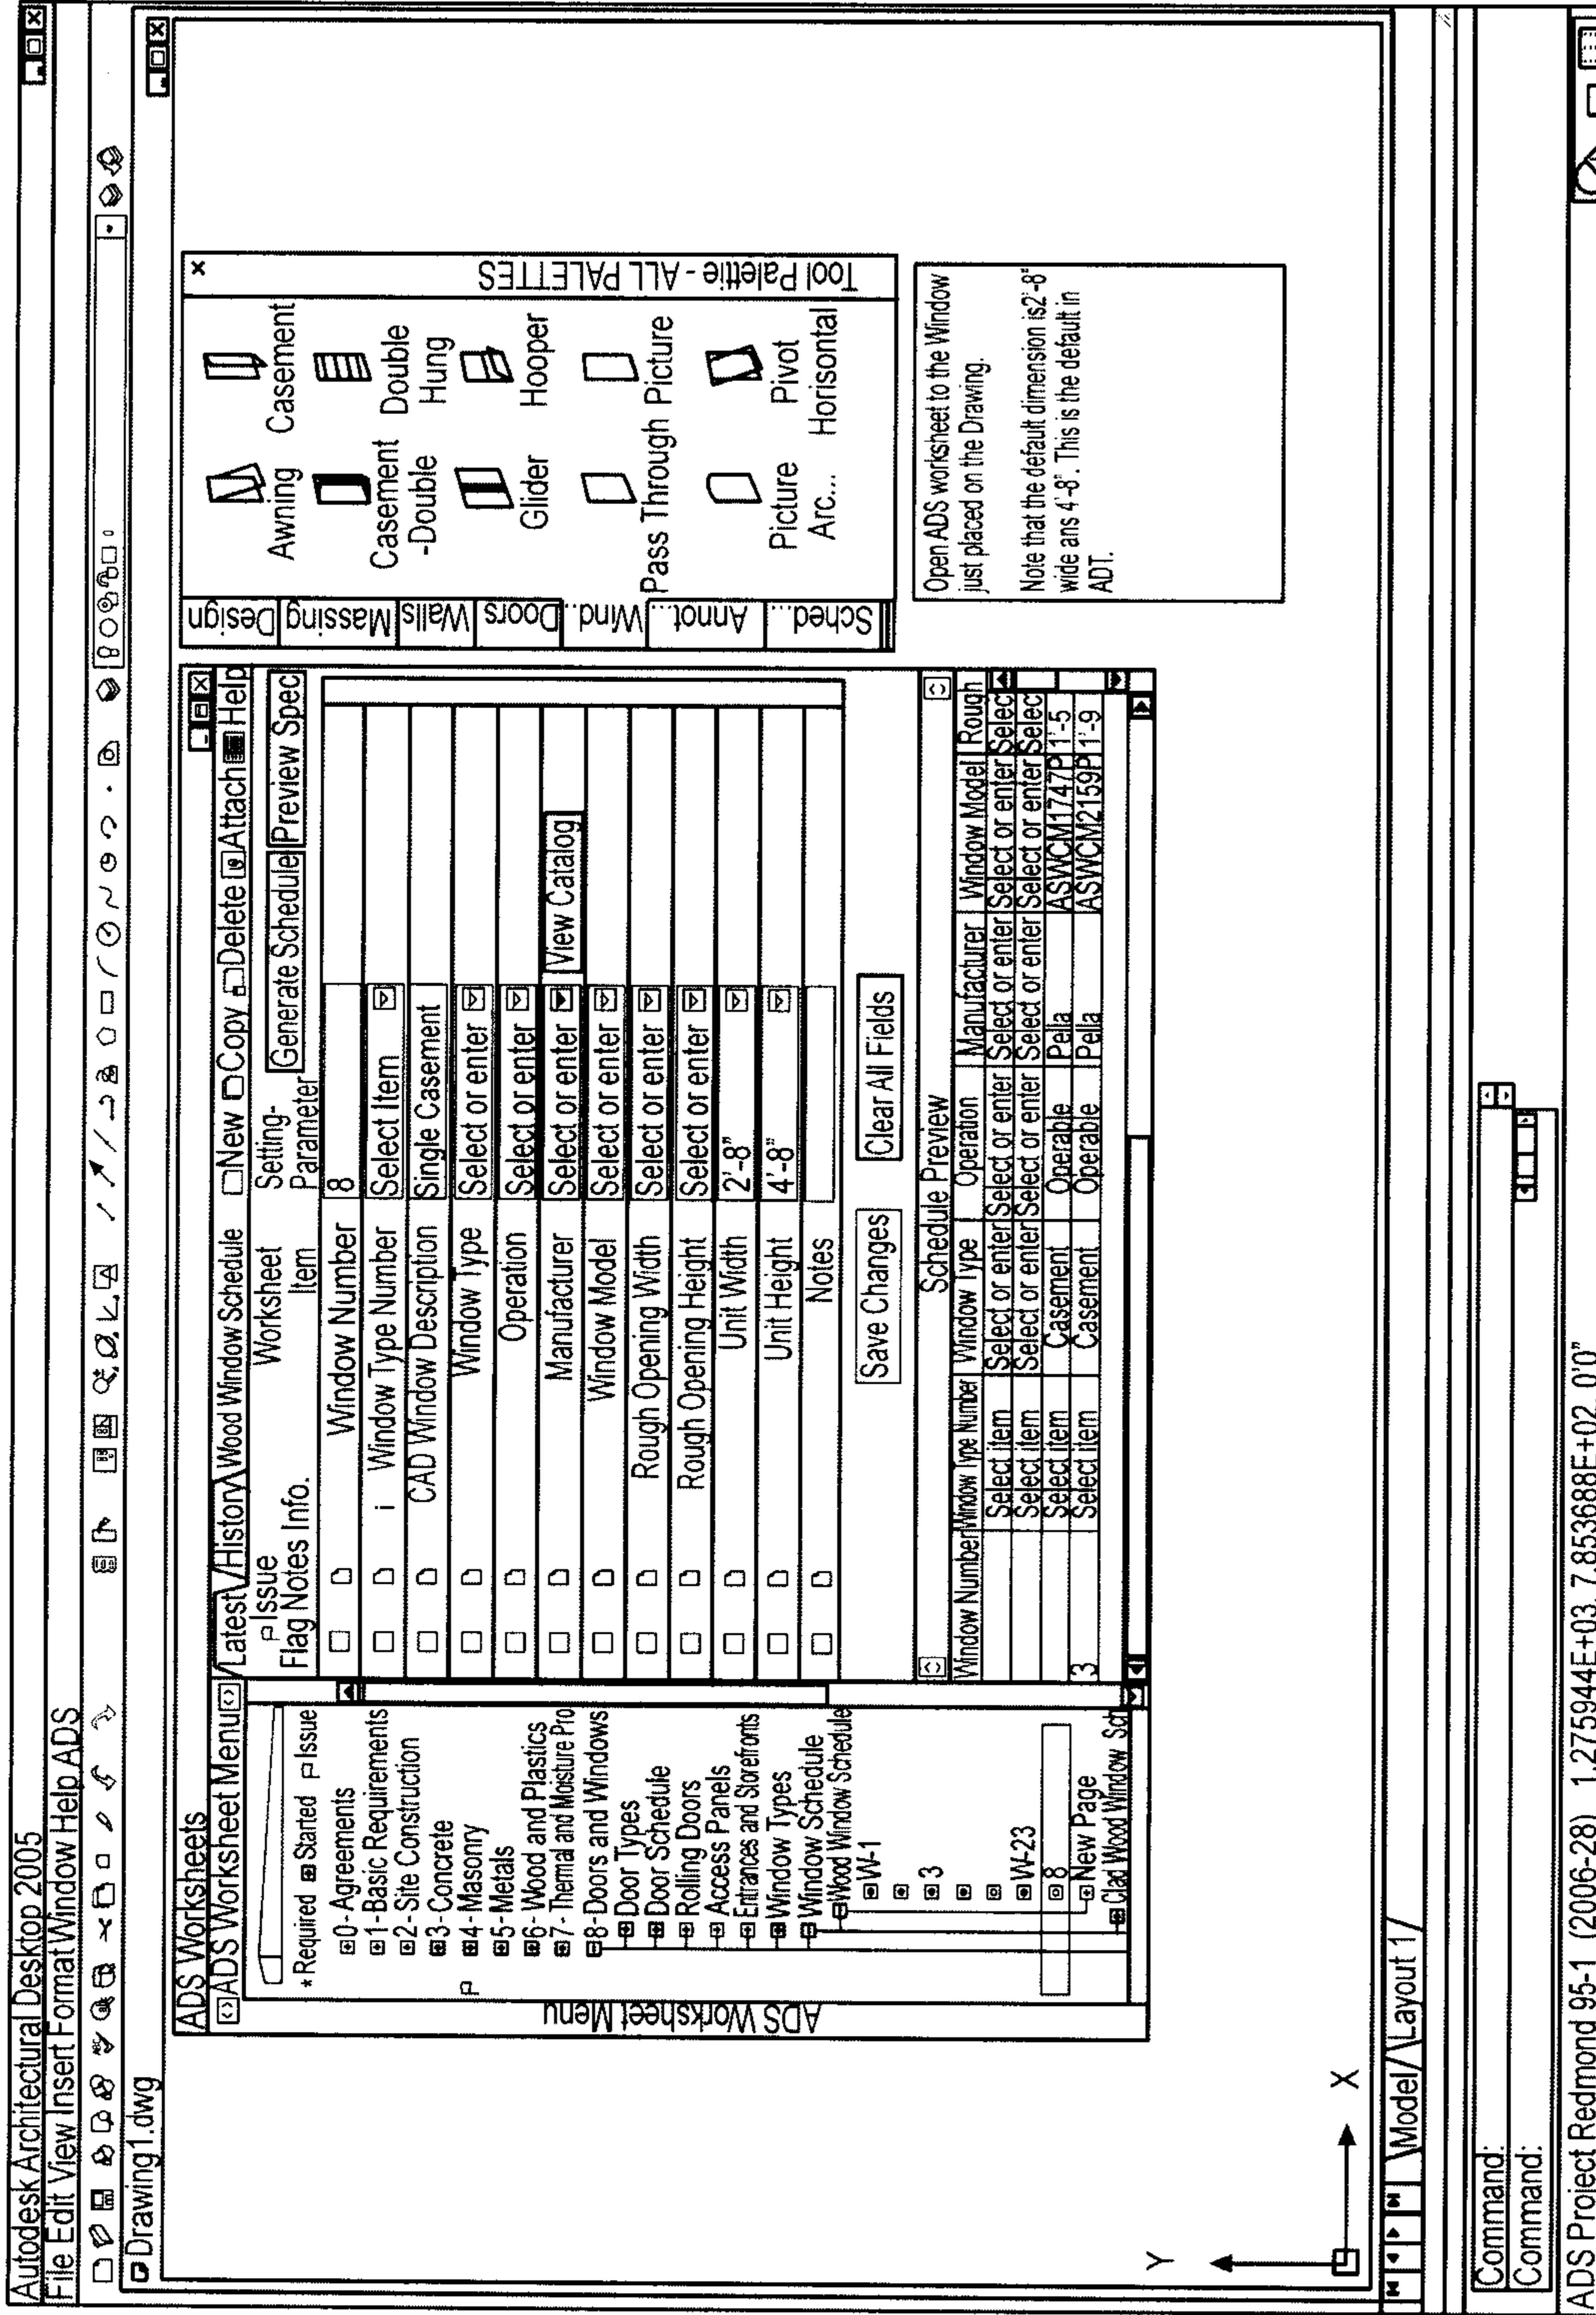 Autodesk Architectural Desktop 2005
File Edit View Insert Format Window Help ADS
Drawing1.dwg
ADS Worksheets
ADS Worksheet Menu
ADS Worksheet Menu
*Required Started Issue
0 - Agreements
1 - Basic Requirements
2 - Site Construction
3 - Concrete
4 - Masonry
5 - Metals
6 - Wood and Plastics
7 - Thermal and Moisture Pro
8 - Doors and Windows
Door Types
Door Schedule
Rolling Doors
Access Panels
Entrances and Storefronts
Window Types
Window Schedule
Wood Window Schedule
W-1
3
W-23
8
New Page
Clad Wood Window Sch
Latest History Wood Window Schedule New Copy Delete Attach Help
Issue Worksheet Setting- Generate Schedule Preview Spec
Flag Notes Info. Item Parameter
Window Number 8
i Window Type Number Select Item
CAD Window Description Single Casement
Window Type Select or enter
Operation Select or enter
Manufacturer Select or enter View Catalog
Window Model Select or enter
Rough Opening Width Select or enter
Rough Opening Height Select or enter
Unit Width 2'-8"
Unit Height 4'-8"
Notes
Save Changes Clear All Fields
Schedule Preview
Window Number Window Type Number Window Type Operation Manufacturer Window Model Rough
Select item Select or enter Select or enter Select or enter Select or enter Selec
Select item Select or enter Select or enter Select or enter Select or enter Selec
Select item Casement Operable Pella ASWCM1747P 1'-5
3 Select item Casement Operable Pella ASWCM2159P 1'-9
Design
Massing
Walls
Doors
Wind...
Annot...
Sched...
Awning Casement
Casement -Double Double Hung
Glider Hooper
Pass Through Picture
Picture Arc... Pivot Horisontal
Tool Palettie - ALL PALETTES
×
Open ADS worksheet to the Window
just placed on the Drawing.
Note that the default dimension is2'-8"
wide ans 4'-8". This is the default in
ADT.
Y
X
Model Layout 1
Command:
Command:
ADS Project Redmond 95-1 (2006-28) 1.275944E+03, 7.853688E+02, 0'0"